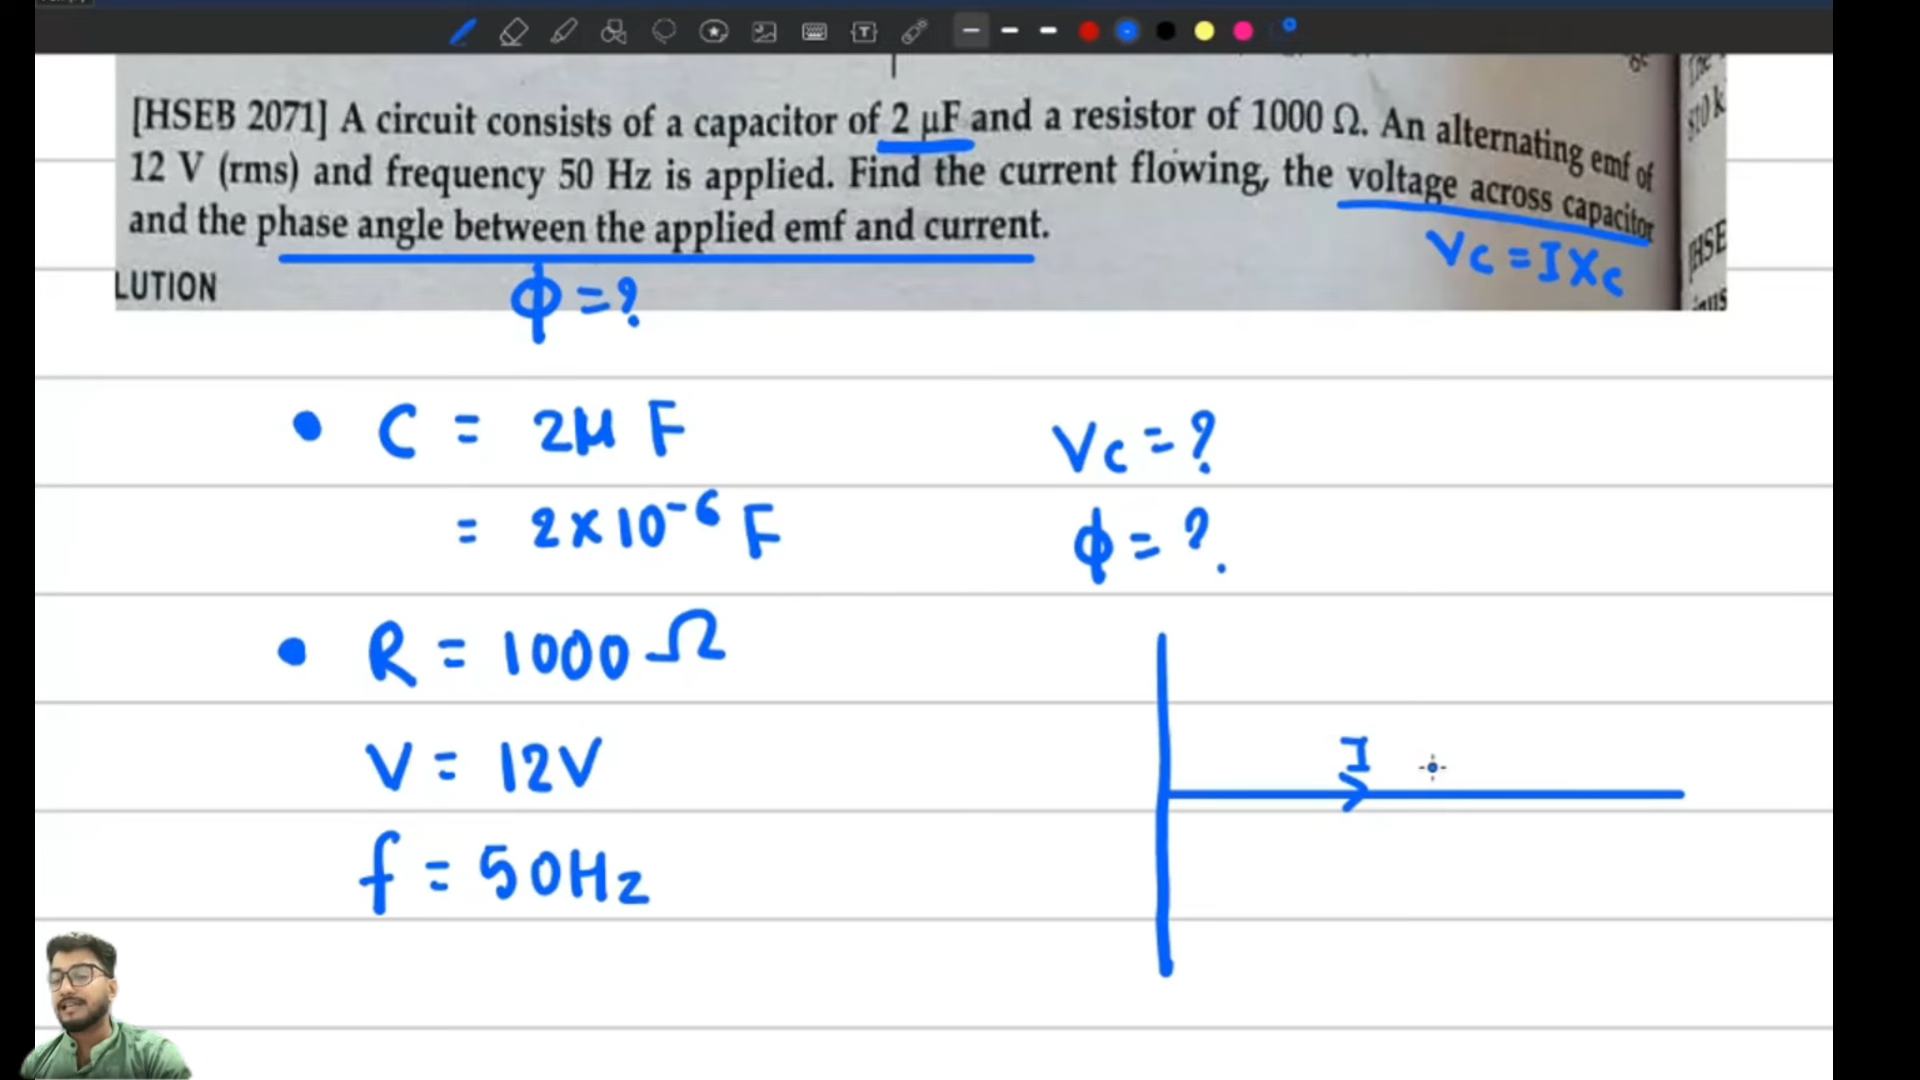 [HSEB 2071] A circuit consists of a capacitor of 2 μF and a resistor of 1000 Ω. An alternating emf of
12 V (rms) and frequency 50 Hz is applied. Find the current flowing, the voltage across capacitor
and the phase angle between the applied emf and current.
Vc = IXc
LUTION
ϕ = ?
C = 2μ F
= 2×10⁻⁶ F
Vc = ?
ϕ = ?.
R = 1000 Ω
V = 12V
f = 50Hz
I